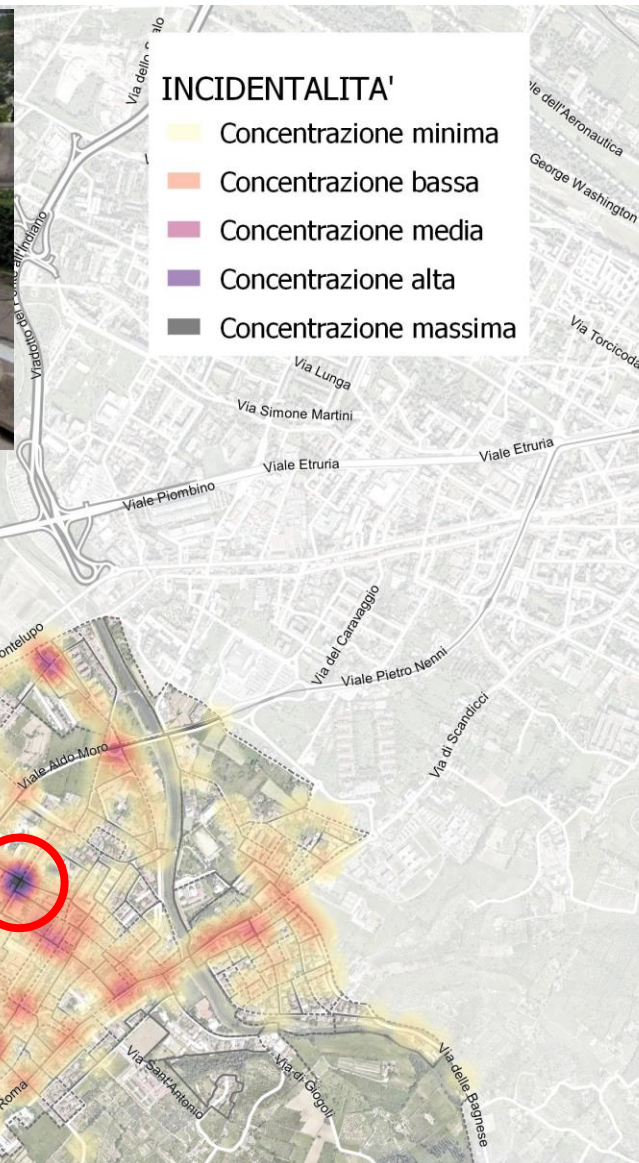 INCIDENTALITA'
Concentrazione minima
Concentrazione bassa
Concentrazione media
Concentrazione alta
Concentrazione massima
Via dello
dell'Aeronautica
George Washington
Via Torcicoda
Via Lunga
Via Simone Martini
Viale Etruria
Viale Etruria
Viale Piombino
Via del Caravaggio
Viale Pietro Nenni
Via di Scandicci
Viale Aldo Moro
Via Sant'Antonio
Via di Giogoli
Via delle Bagnese
Roma